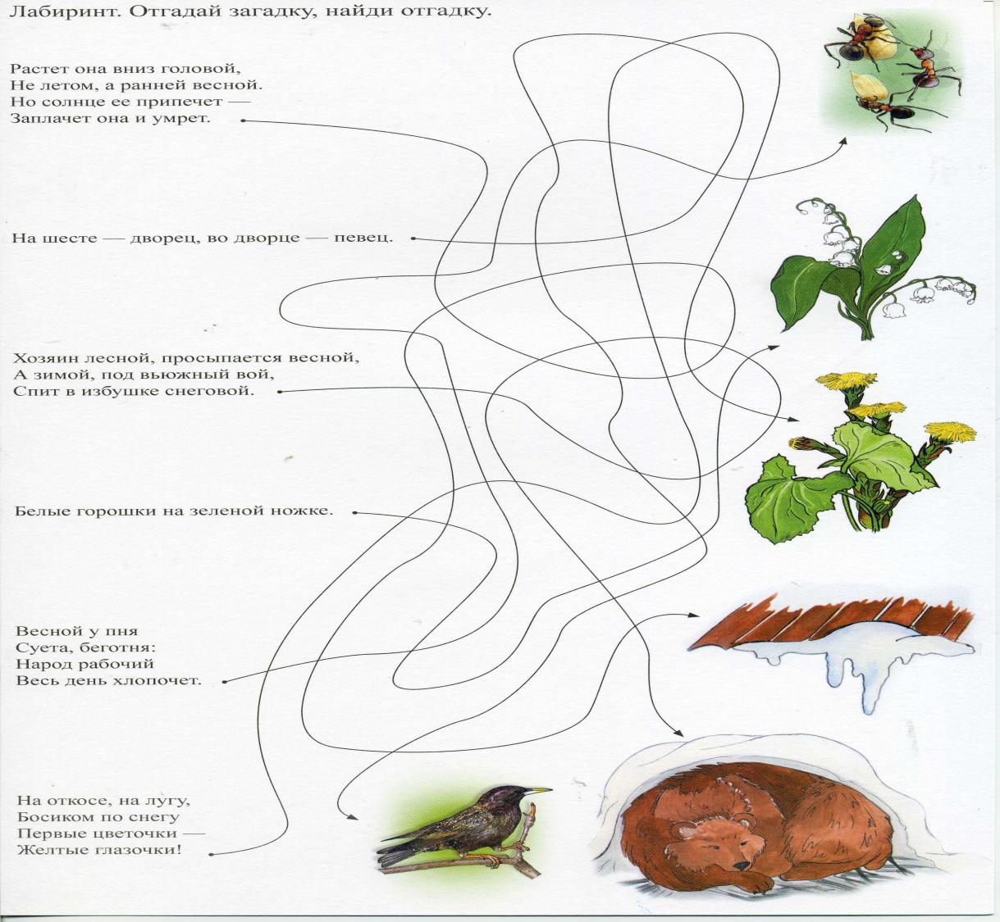 Лабиринт. Отгадай загадку, найди отгадку.
Растет она вниз головой,
Не летом, а ранней весной.
Но солнце ее припечет —
Заплачет она и умрет.
На шесте — дворец, во дворце — певец.
Хозяин лесной, просыпается весной,
А зимой, под вьюжный вой,
Спит в избушке снеговой.
Белые горошки на зеленой ножке.
Весной у пня
Суета, беготня:
Народ рабочий
Весь день хлопочет.
На откосе, на лугу,
Босиком по снегу
Первые цветочки —
Желтые глазочки!